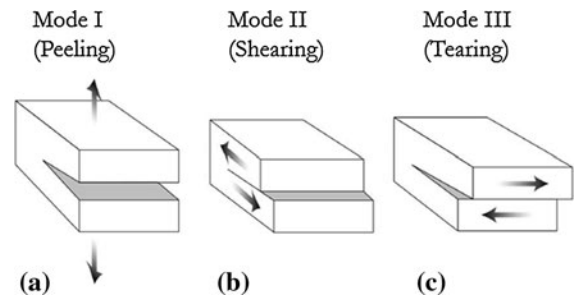 Mode I
(Peeling)
Mode II
(Shearing)
Mode III
(Tearing)
(a)
(b)
(c)